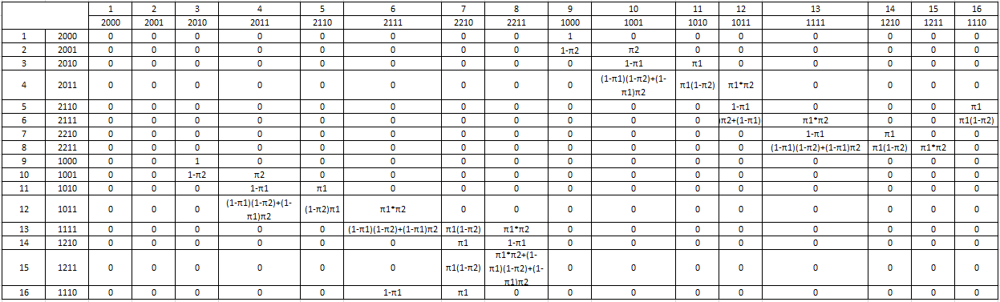 1 2 3 4 5 6 7 8 9 10 11 12 13 14 15 16
2000 2001 2010 2011 2110 2111 2210 2211 1000 1001 1010 1011 1111 1210 1211 1110
1 2000 0 0 0 0 0 0 0 0 1 0 0 0 0 0 0 0
2 2001 0 0 0 0 0 0 0 0 1-π2 π2 0 0 0 0 0 0
3 2010 0 0 0 0 0 0 0 0 0 1-π1 π1 0 0 0 0 0
4 2011 0 0 0 0 0 0 0 0 0 (1-π1)(1-π2)+(1-
π1)π2 π1(1-π2) π1*π2 0 0 0 0
5 2110 0 0 0 0 0 0 0 0 0 0 0 1-π1 0 0 0 π1
6 2111 0 0 0 0 0 0 0 0 0 0 0 π2+(1-π1) π1*π2 0 0 π1(1-π2)
7 2210 0 0 0 0 0 0 0 0 0 0 0 0 1-π1 π1 0 0
8 2211 0 0 0 0 0 0 0 0 0 0 0 0 (1-π1)(1-π2)+(1-π1)π2 π1(1-π2) π1*π2 0
9 1000 0 0 1 0 0 0 0 0 0 0 0 0 0 0 0 0
10 1001 0 0 1-π2 π2 0 0 0 0 0 0 0 0 0 0 0 0
11 1010 0 0 0 1-π1 π1 0 0 0 0 0 0 0 0 0 0 0
12 1011 0 0 0 (1-π1)(1-π2)+(1-
π1)π2 (1-π2)π1 π1*π2 0 0 0 0 0 0 0 0 0 0
13 1111 0 0 0 0 0 (1-π1)(1-π2)+(1-π1)π2 π1(1-π2) π1*π2 0 0 0 0 0 0 0 0
14 1210 0 0 0 0 0 0 π1 1-π1 0 0 0 0 0 0 0 0
15 1211 0 0 0 0 0 0 π1(1-π2) π1*π2+(1-
π1)(1-π2)+(1-
π1)π2 0 0 0 0 0 0 0 0
16 1110 0 0 0 0 0 1-π1 π1 0 0 0 0 0 0 0 0 0